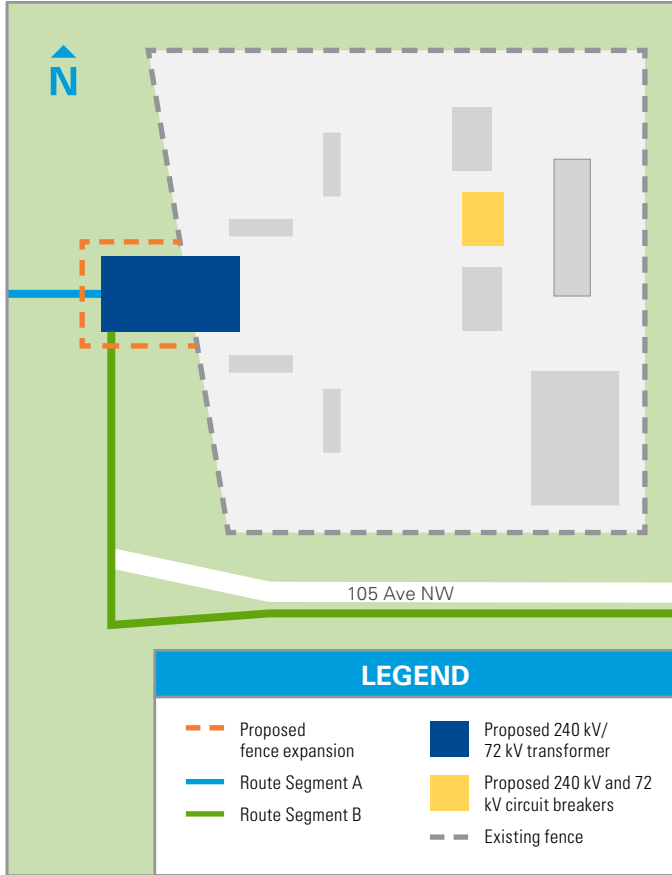 N
105 Ave NW
LEGEND
Proposed
fence expansion
Route Segment A
Route Segment B
Proposed 240 kV/
72 kV transformer
Proposed 240 kV and 72
kV circuit breakers
Existing fence